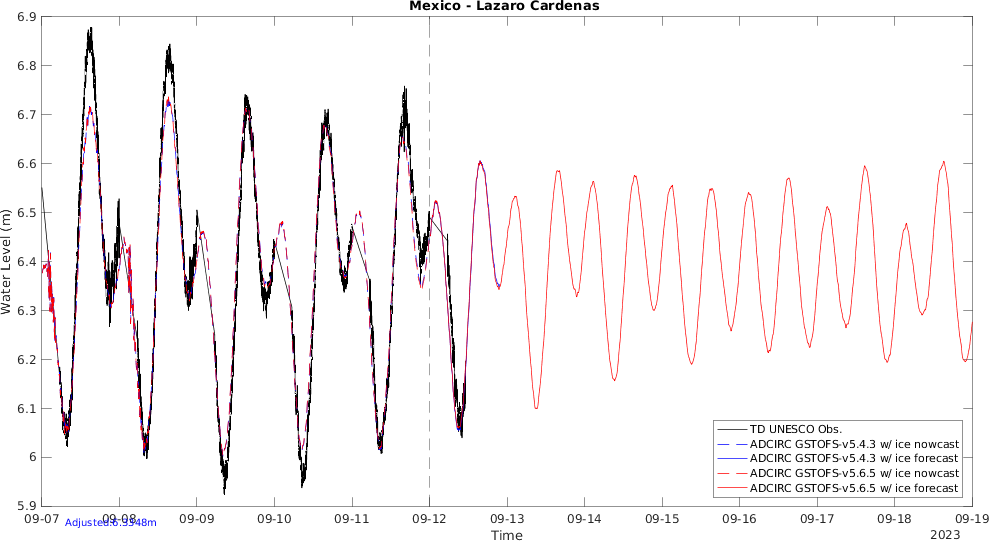 Mexico - Lazaro Cardenas
Water Level (m)
6.9
6.8
6.7
6.6
6.5
6.4
6.3
6.2
6.1
6
5.9
TD UNESCO Obs.
ADCIRC GSTOFS-v5.4.3 w/ ice nowcast
ADCIRC GSTOFS-v5.4.3 w/ ice forecast
ADCIRC GSTOFS-v5.6.5 w/ ice nowcast
ADCIRC GSTOFS-v5.6.5 w/ ice forecast
09-07 09-08 09-09 09-10 09-11 09-12 09-13 09-14 09-15 09-16 09-17 09-18 09-19
Adjusted:6.3548m
Time
2023